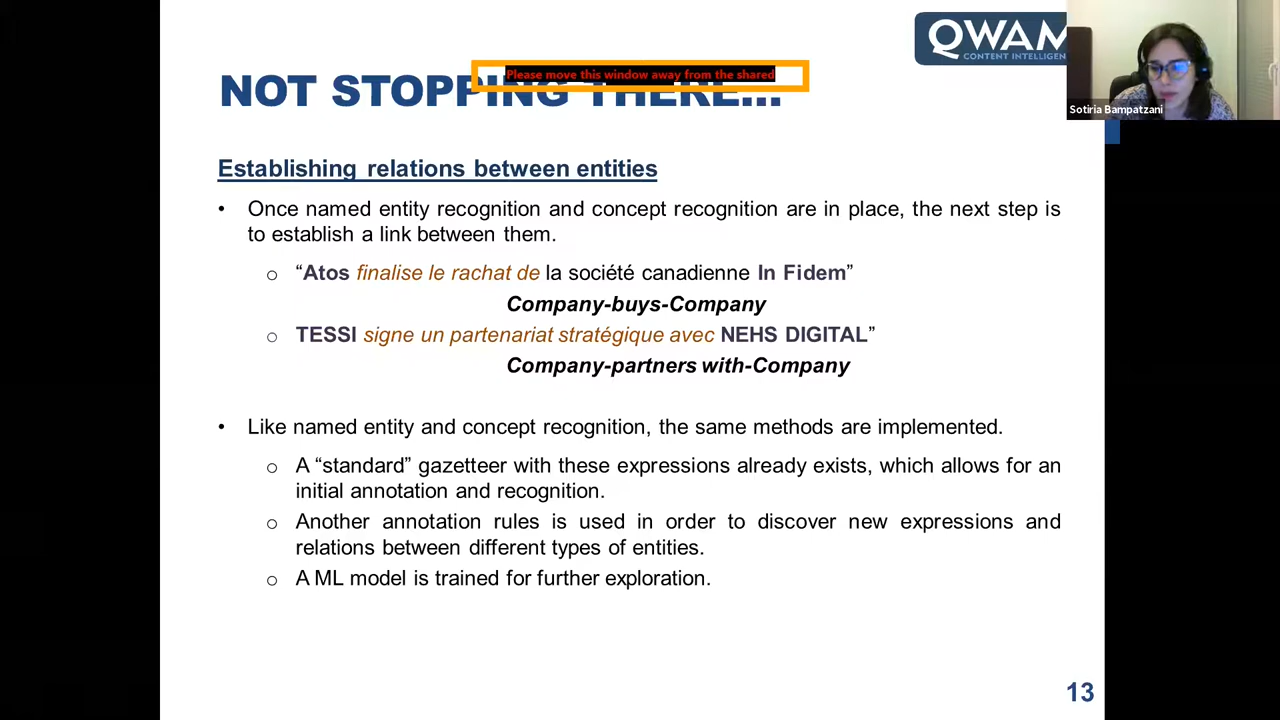 QWAM
CONTENT INTELLIGEN
Please move this window away from the shared
NOT STOPPING THERE...
Sotiria Bampatzani
Establishing relations between entities
• Once named entity recognition and concept recognition are in place, the next step is
to establish a link between them.
o “Atos finalise le rachat de la société canadienne In Fidem”
Company-buys-Company
o TESSI signe un partenariat stratégique avec NEHS DIGITAL”
Company-partners with-Company
• Like named entity and concept recognition, the same methods are implemented.
o A “standard” gazetteer with these expressions already exists, which allows for an
initial annotation and recognition.
o Another annotation rules is used in order to discover new expressions and
relations between different types of entities.
o A ML model is trained for further exploration.
13